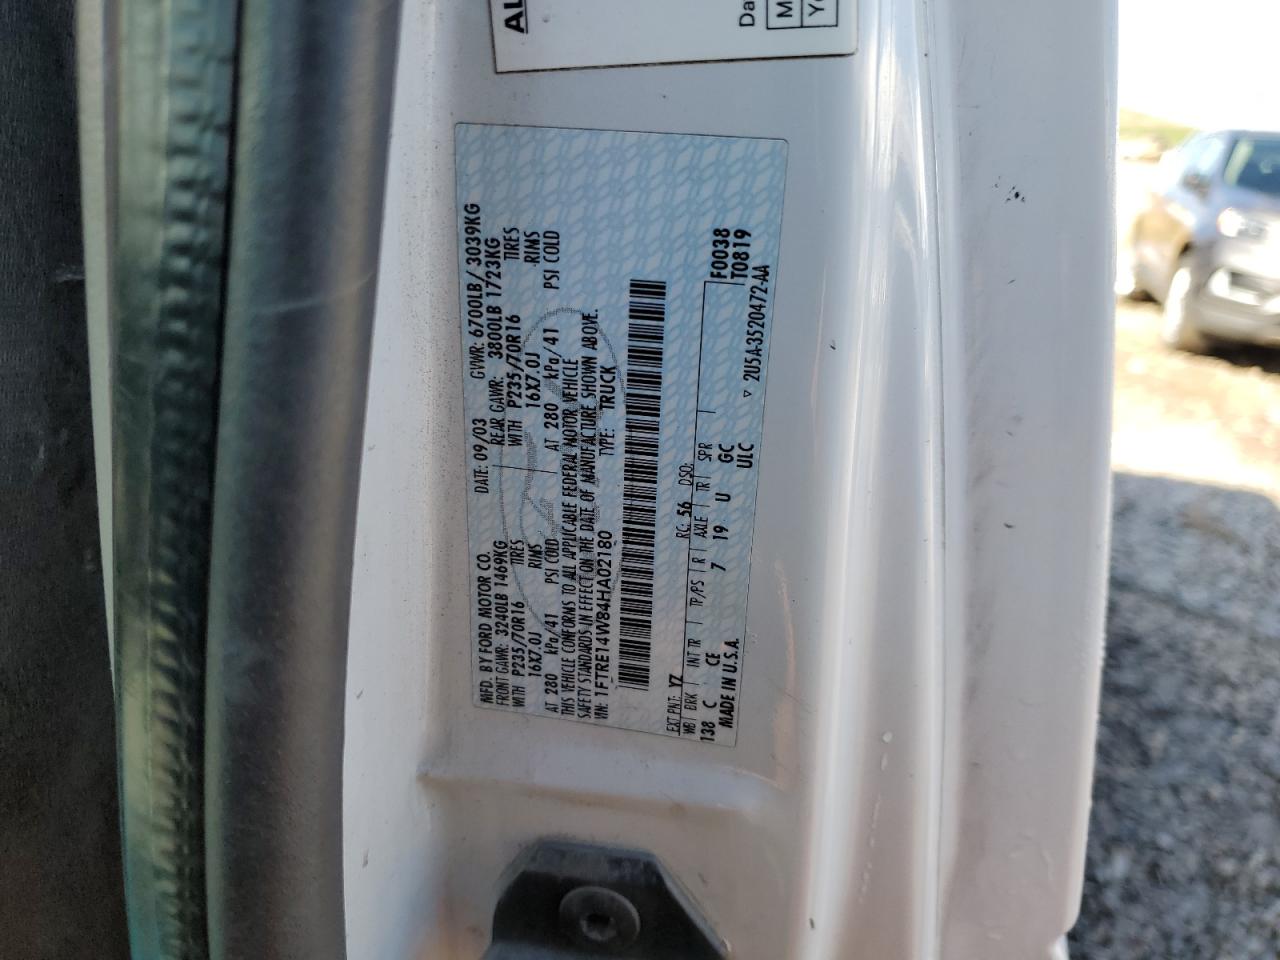 AL
Da
M
Y
MFD. BY FORD MOTOR CO. DATE: 09/03 GVWR: 6700LB/ 3039KG
FRONT GAWR: 3240LB 1469KG REAR GAWR: 3800LB 1723KG
WITH P235/70R16 TIRES WITH P235/70R16 TIRES
16X7.0J RIMS 16X7.0J RIMS
AT 280 kPa/41 PSI COLD AT 280 kPa/41 PSI COLD
THIS VEHICLE CONFORMS TO ALL APPLICABLE FEDERAL MOTOR VEHICLE
SAFETY STANDARDS IN EFFECT ON THE DATE OF MANUFACTURE SHOWN ABOVE.
VIN: 1FTRE14W84HA02180 TYPE: TRUCK
EXT PNT: YZ RC: 56 DSO:
WB BRK INT TR TP/PS R AXLE TR SPR F0038
138 C CE 7 19 U GC T0819
MADE IN U.S.A. ULC
▽ 2U5A-3520472-AA